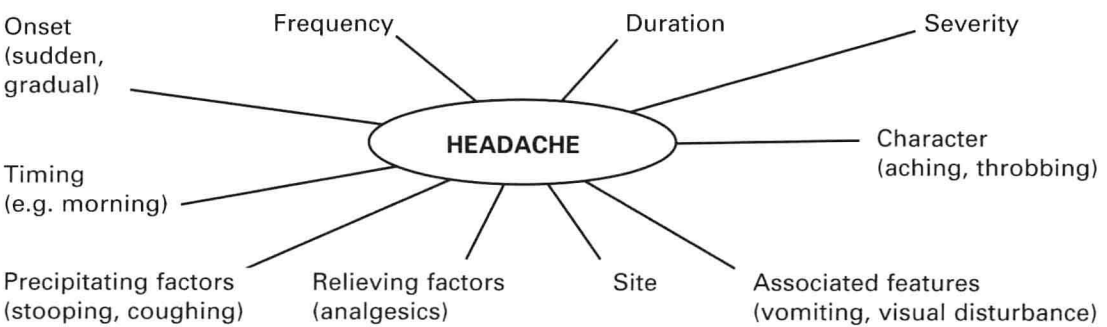 Onset
(sudden,
gradual)
Frequency
Duration
Severity
HEADACHE
Character
(aching, throbbing)
Timing
(e.g. morning)
Precipitating factors
(stooping, coughing)
Relieving factors
(analgesics)
Site
Associated features
(vomiting, visual disturbance)